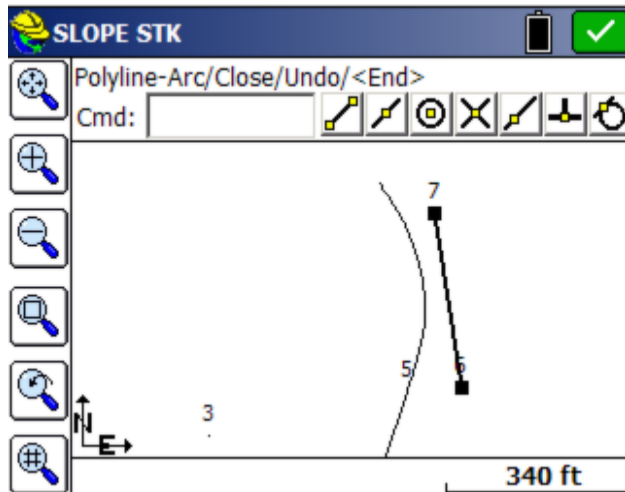 SLOPE STK
Polyline-Arc/Close/Undo/<End>
Cmd:
7
6
5
3
N
E
340 ft